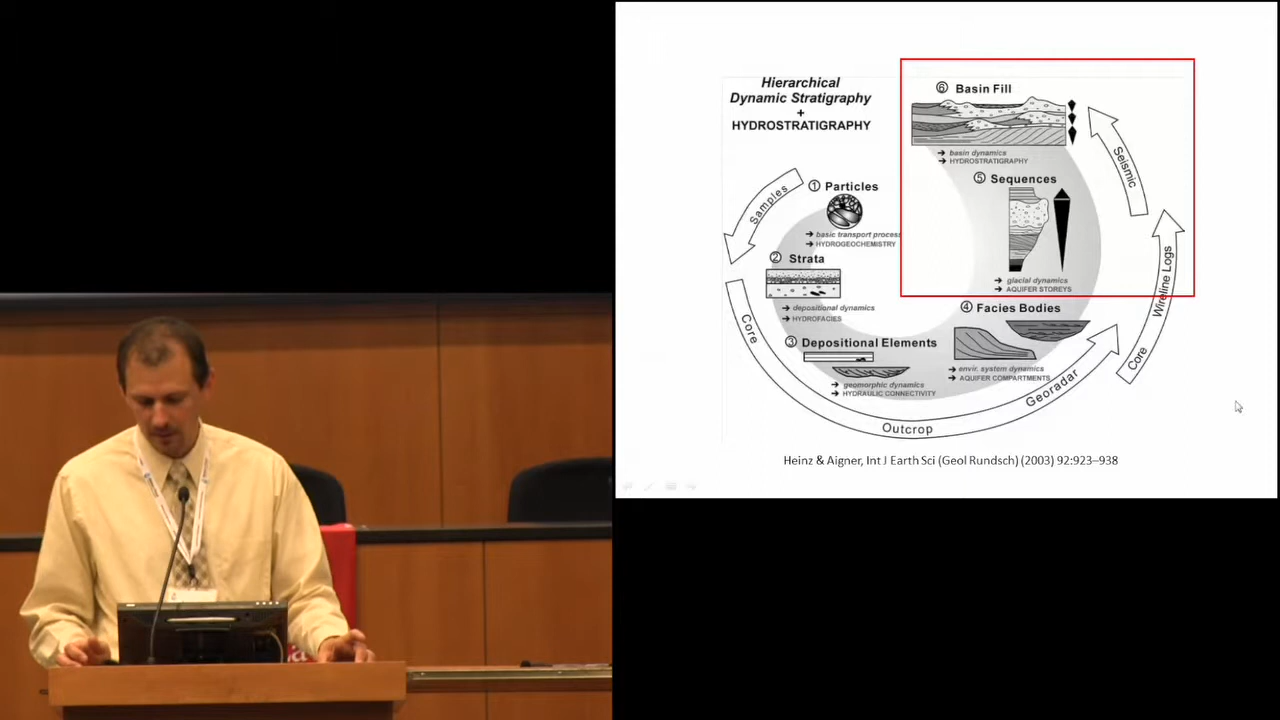 Hierarchical
Dynamic Stratigraphy
+
HYDROSTRATIGRAPHY
⑥ Basin Fill
➔ basin dynamics
➔ HYDROSTRATIGRAPHY
Seismic
⑤ Sequences
➔ glacial dynamics
➔ AQUIFER STOREYS
Samples
① Particles
➔ basic transport process
➔ HYDROGEOCHEMISTRY
② Strata
➔ depositional dynamics
➔ HYDROFACIES
Core
③ Depositional Elements
➔ geomorphic dynamics
➔ HYDRAULIC CONNECTIVITY
④ Facies Bodies
➔ envir. system dynamics
➔ AQUIFER COMPARTMENTS
Outcrop
Georadar
Core
Wireline Logs
Heinz & Aigner, Int J Earth Sci (Geol Rundsch) (2003) 92:923–938